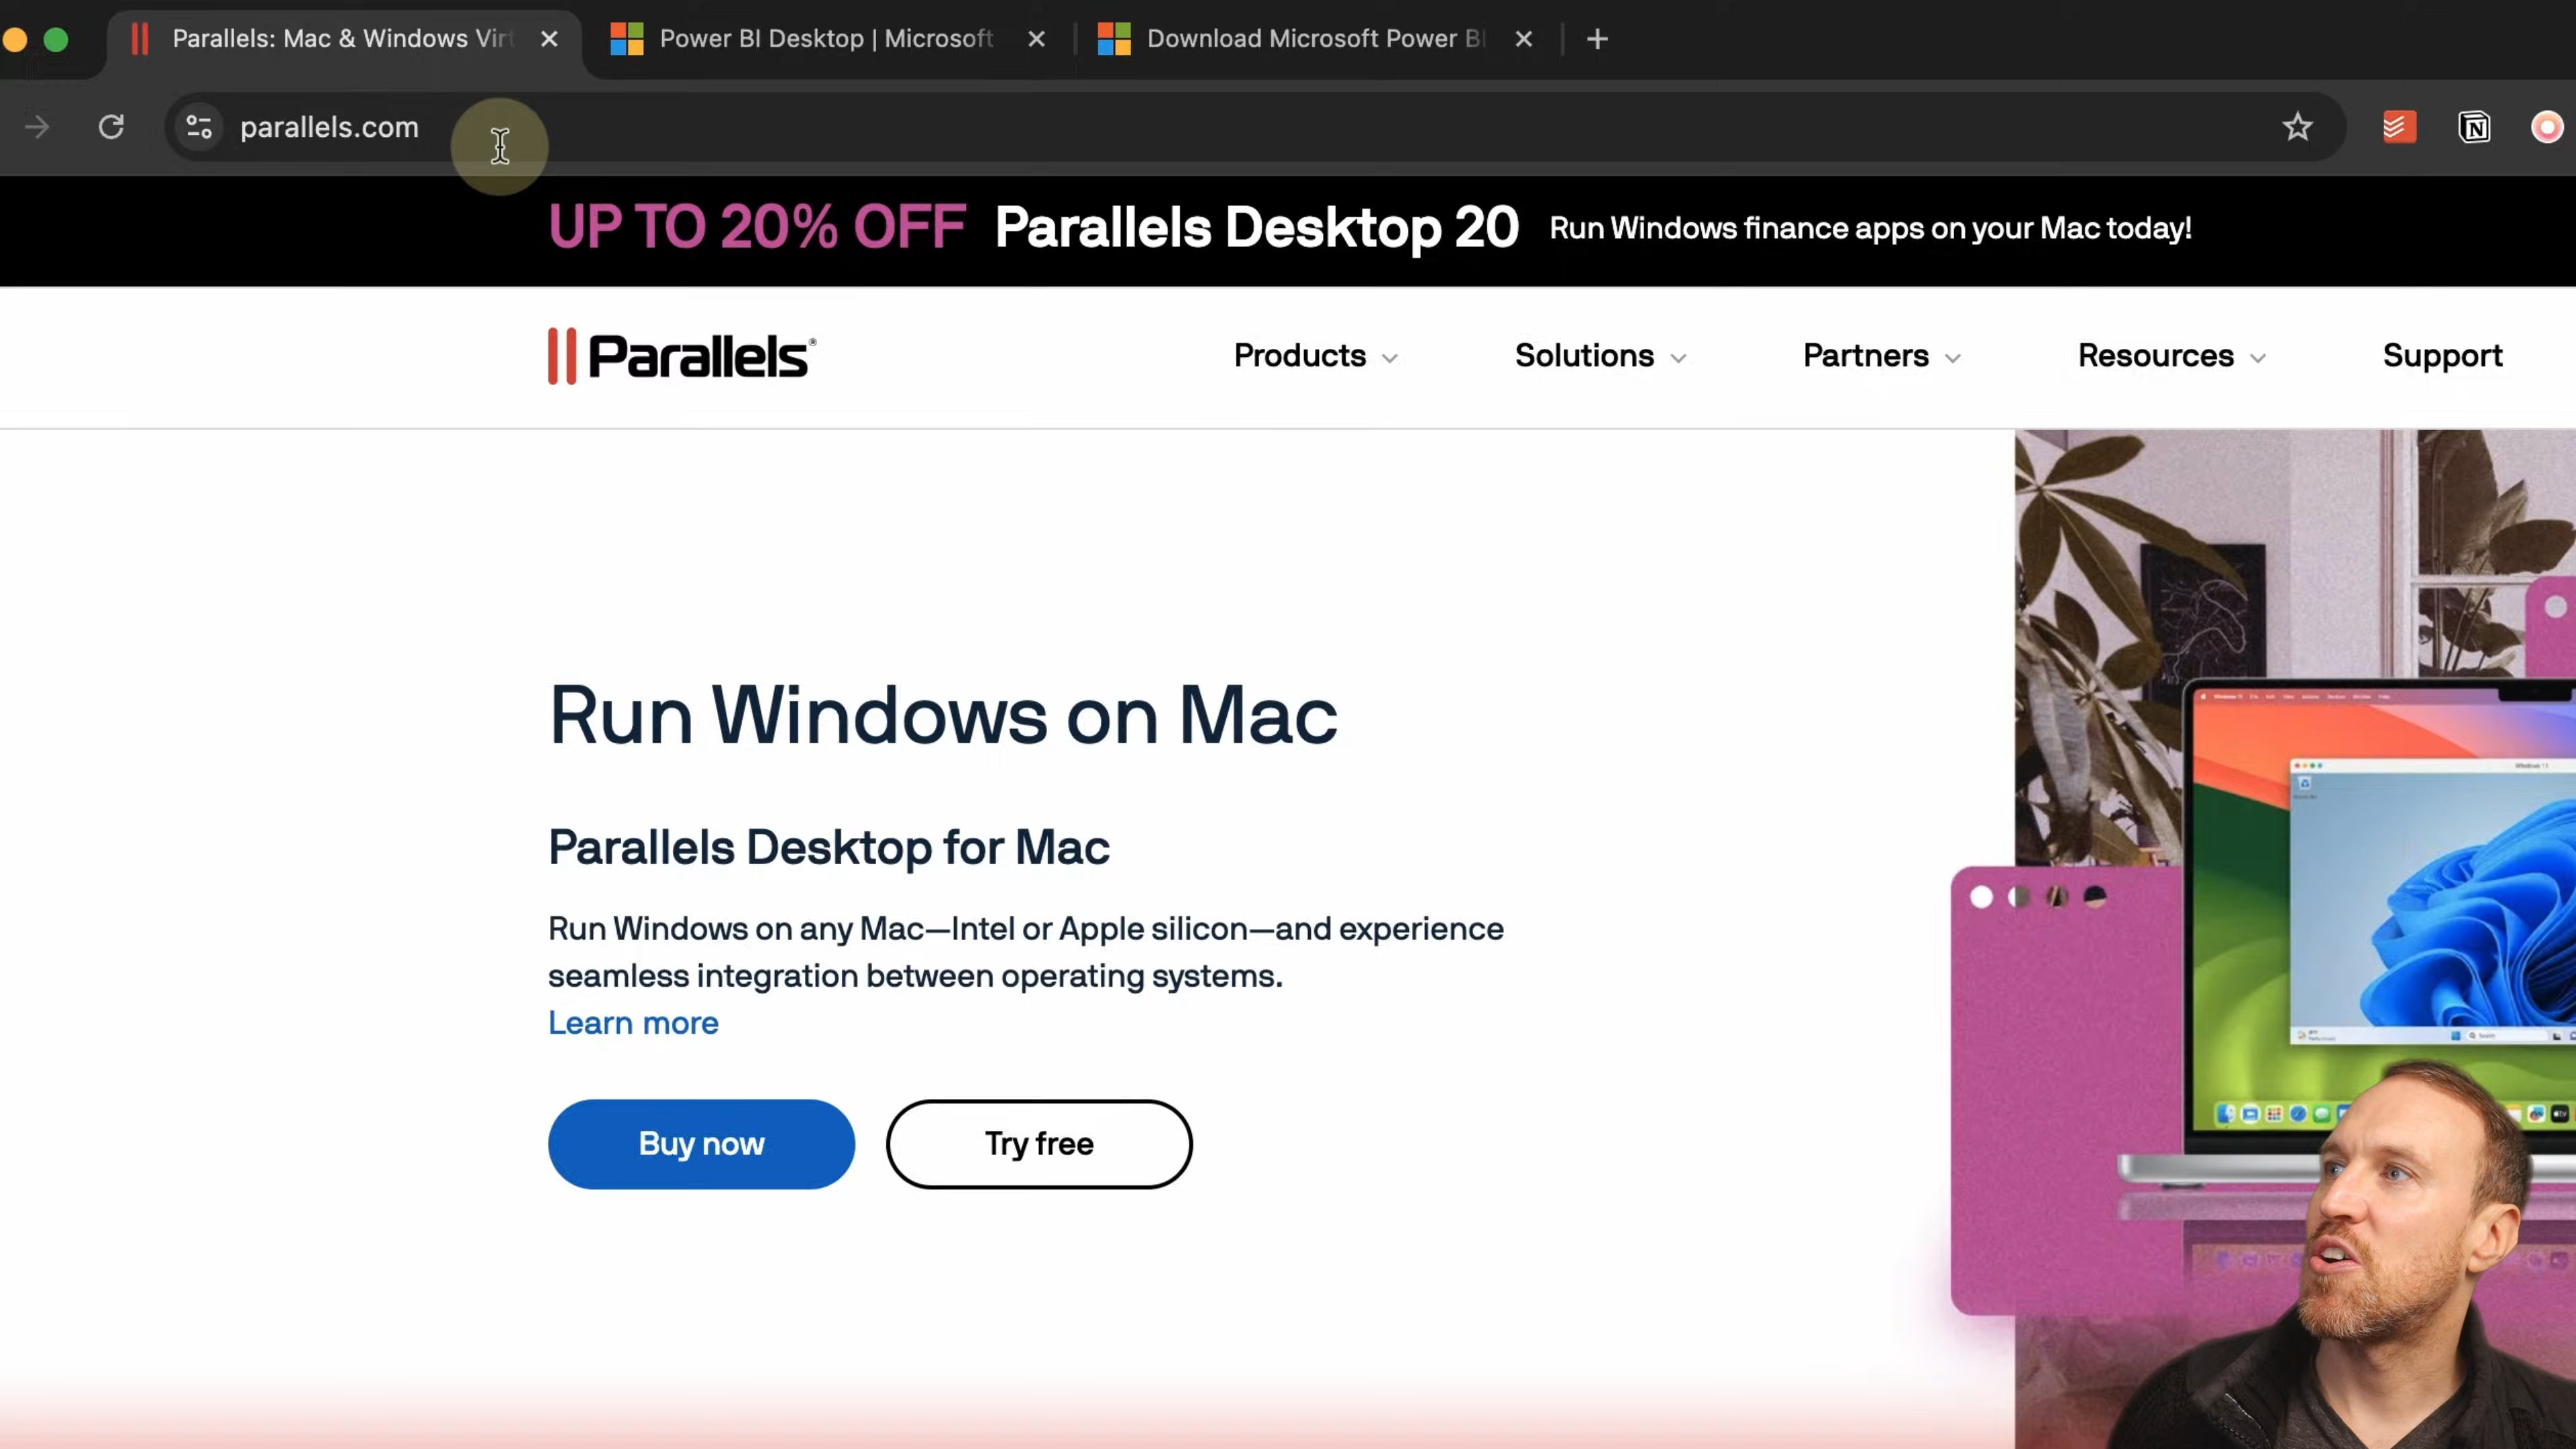 Parallels: Mac & Windows Virt
Power BI Desktop | Microsoft
Download Microsoft Power BI
parallels.com
UP TO 20% OFF Parallels Desktop 20 Run Windows finance apps on your Mac today!
Parallels
Products
Solutions
Partners
Resources
Support
Run Windows on Mac
Parallels Desktop for Mac
Run Windows on any Mac—Intel or Apple silicon—and experience
seamless integration between operating systems.
Learn more
Buy now
Try free